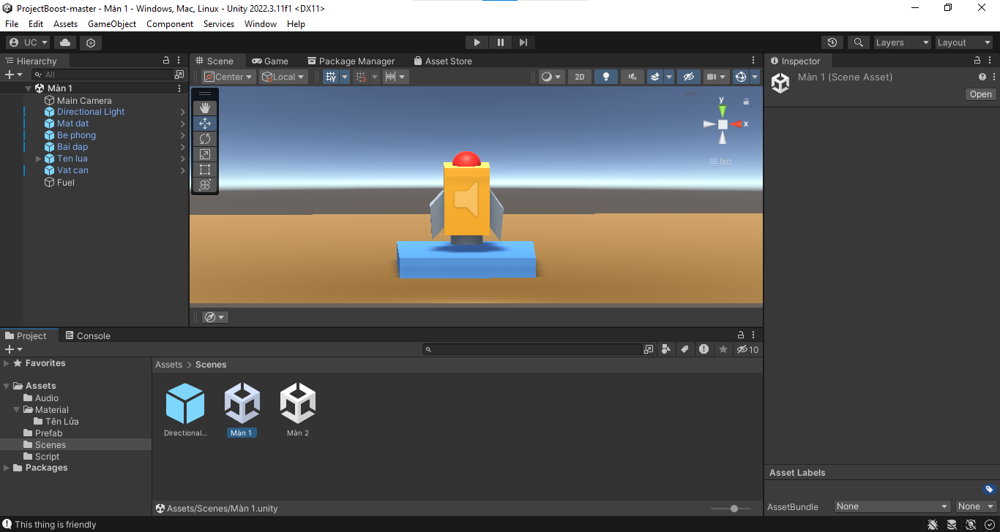 ProjectBoost-master - Màn 1 - Windows, Mac, Linux - Unity 2022.3.11f1 <DX11>
File Edit Assets GameObject Component Services Window Help
UC Layers Layout
Hierarchy
All
Màn 1
Main Camera
Directional Light
Mat dat
Be phong
Bai dap
Ten lua
Vat can
Fuel
Scene Game Package Manager Asset Store
Center Local 2D
y
x
Iso
Inspector
Màn 1 (Scene Asset)
Open
Project Console
10
Favorites
Assets
Audio
Material
Tên Lửa
Prefab
Scenes
Script
Packages
Assets > Scenes
Directional...
Màn 1
Màn 2
Assets/Scenes/Màn 1.unity
Asset Labels
AssetBundle None None
This thing is friendly